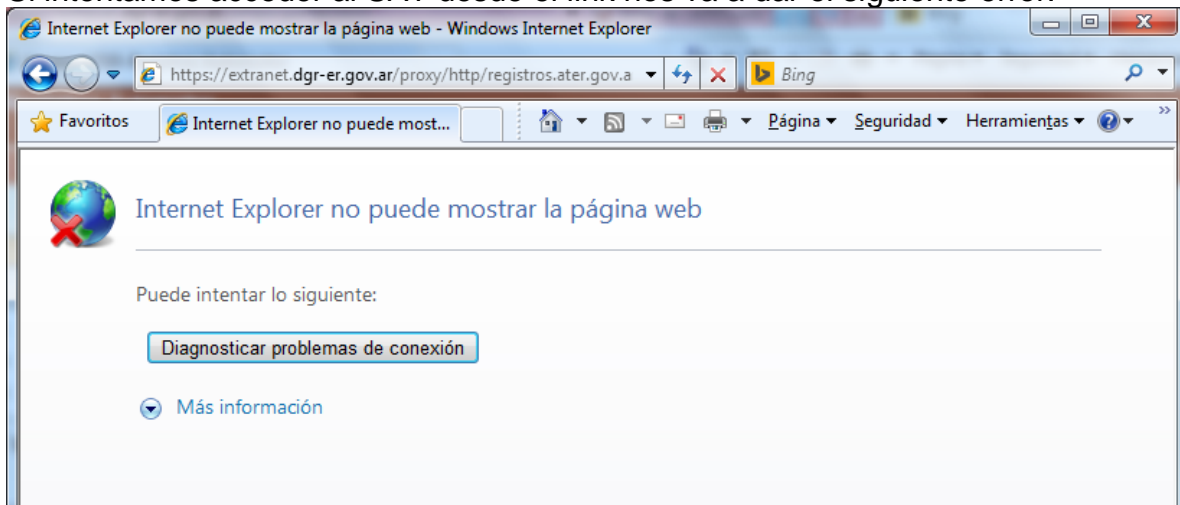 Internet Explorer no puede mostrar la página web - Windows Internet Explorer
https://extranet.dgr-er.gov.ar/proxy/http/registros.ater.gov.a
Bing
Favoritos
Internet Explorer no puede most...
Página
Seguridad
Herramientas
Internet Explorer no puede mostrar la página web
Puede intentar lo siguiente:
Diagnosticar problemas de conexión
Más información